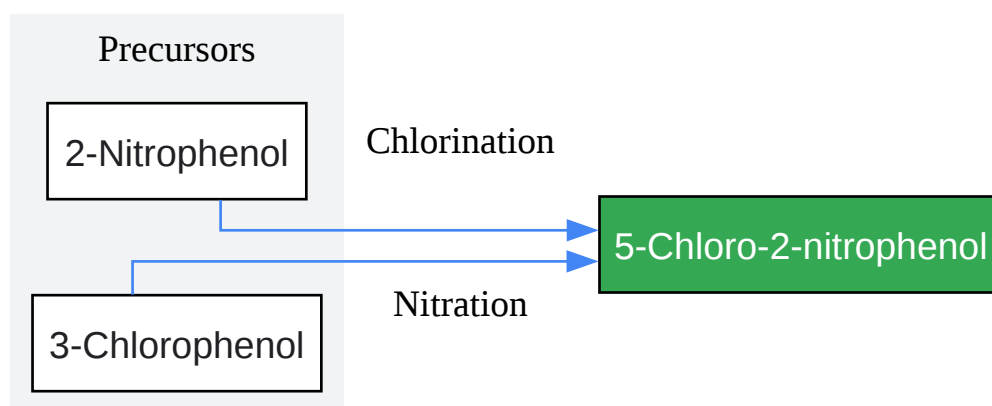 Precursors
2-Nitrophenol
Chlorination
5-Chloro-2-nitrophenol
Nitration
3-Chlorophenol